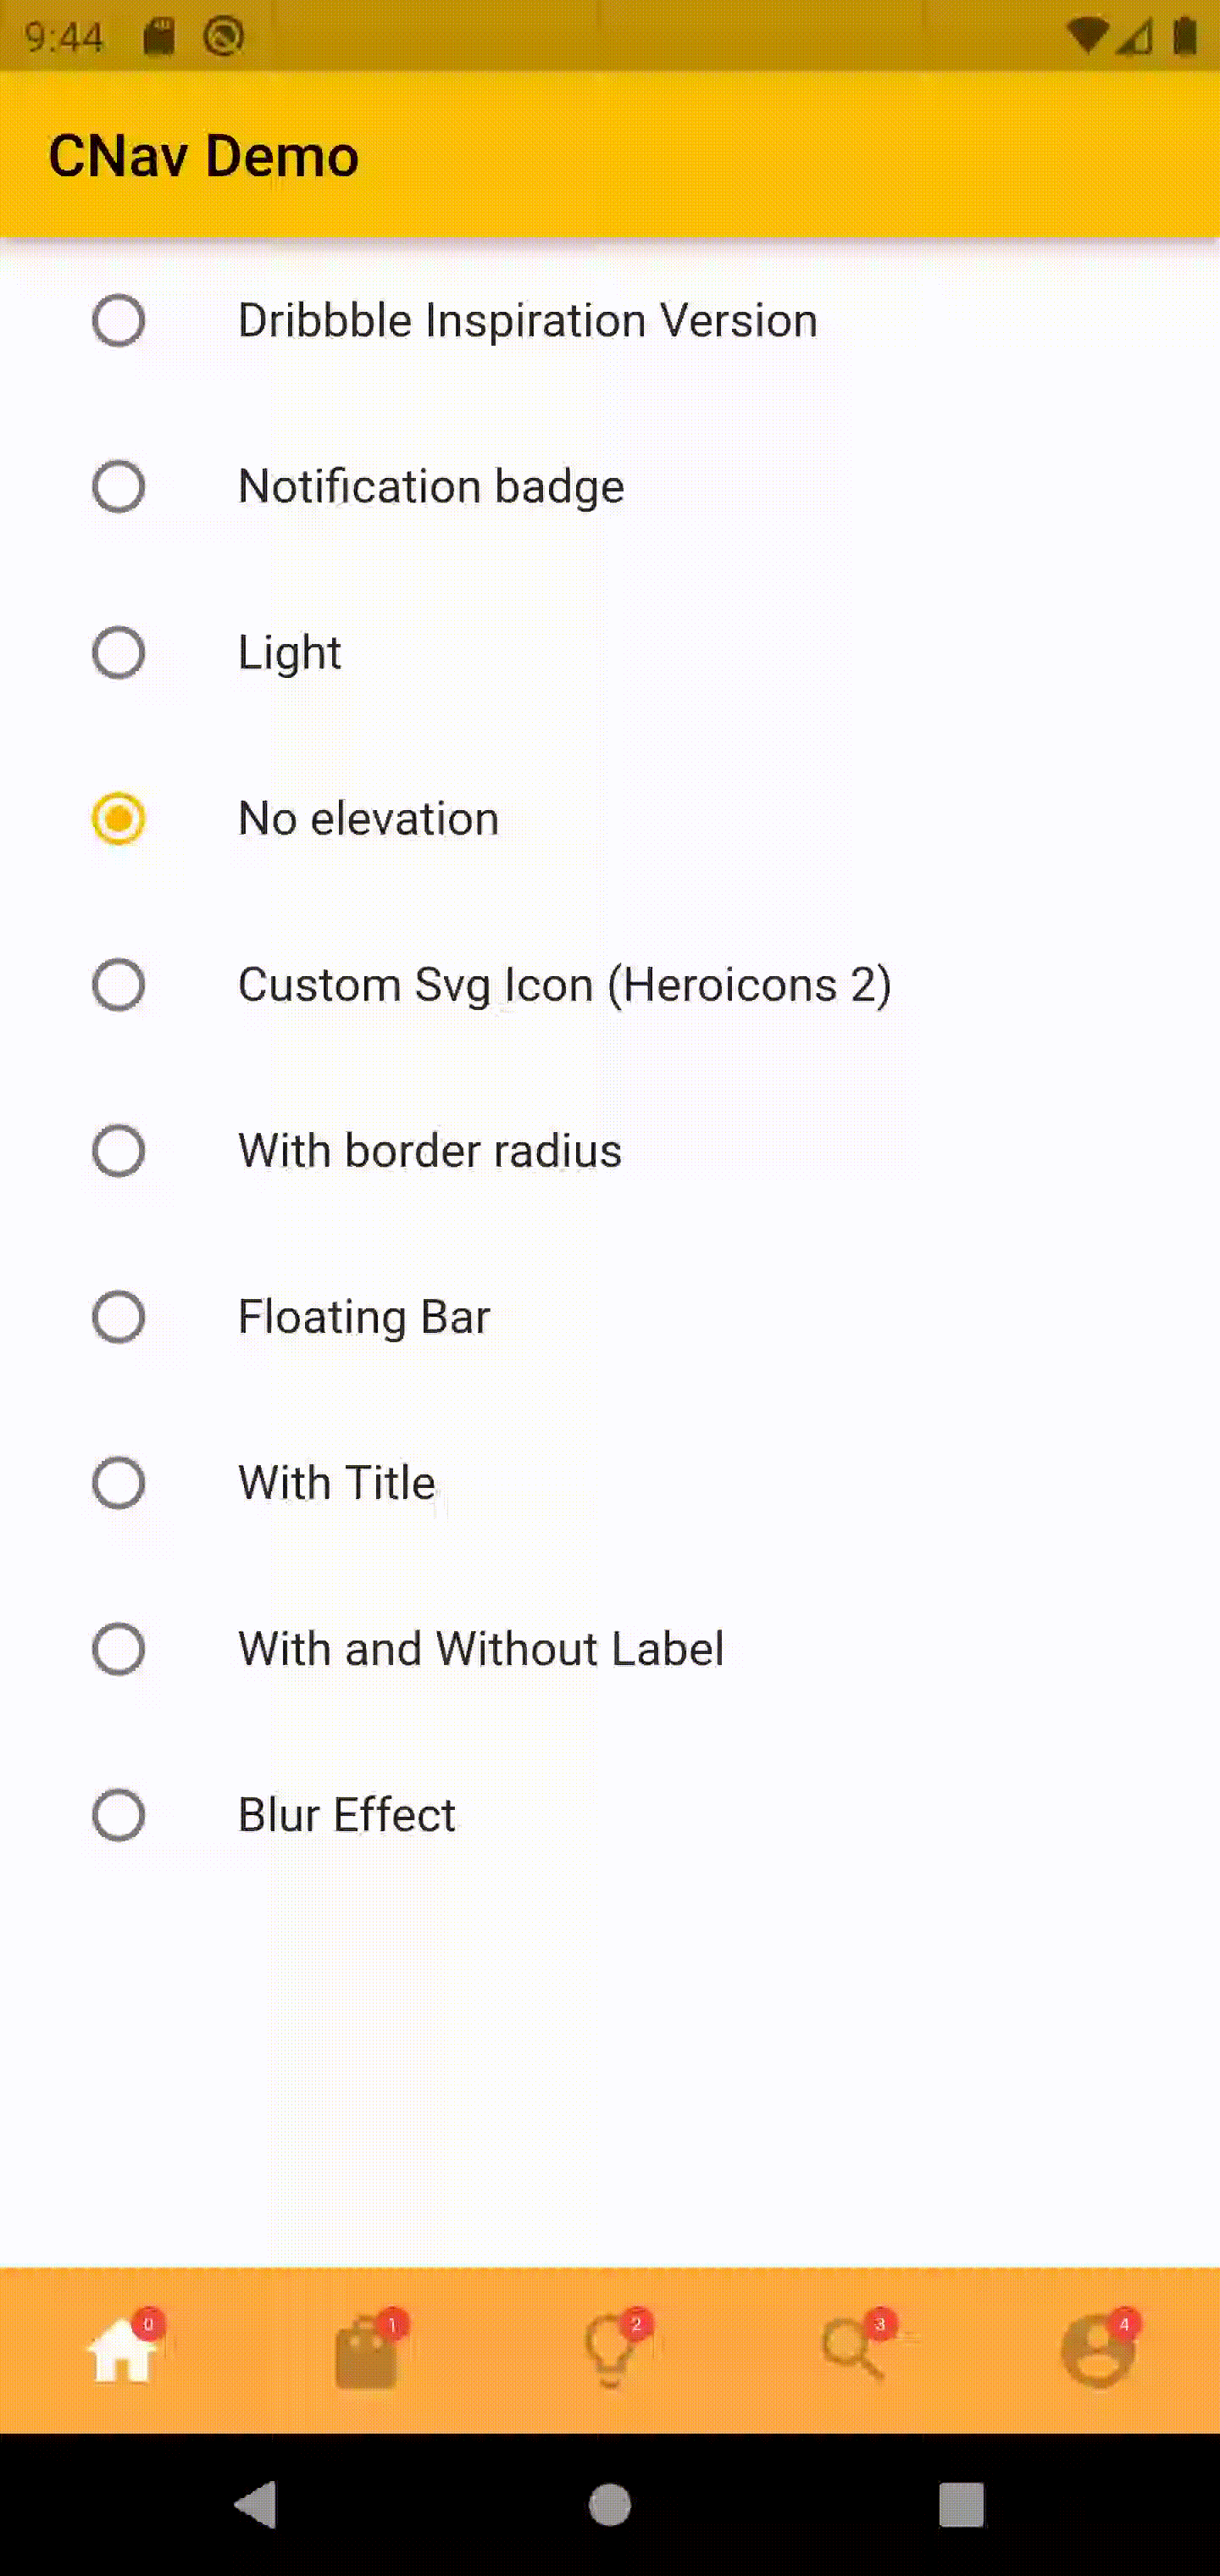 9:44
CNav Demo
Dribbble Inspiration Version
Notification badge
Light
No elevation
Custom Svg Icon (Heroicons 2)
With border radius
Floating Bar
With Title
With and Without Label
Blur Effect
0 1 2 3 4